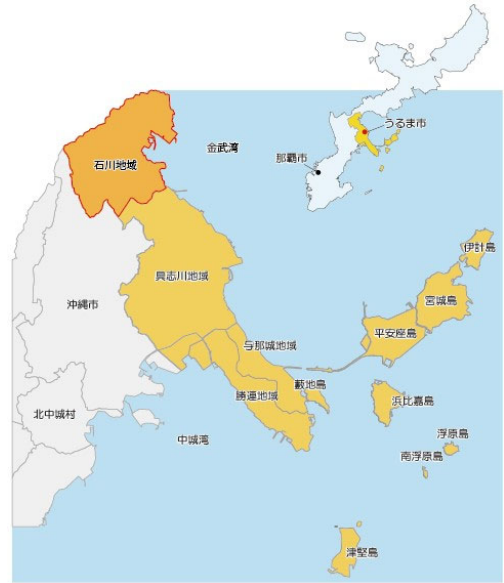 うるま市
那覇市
金武湾
石川地域
伊計島
宮城島
具志川地域
沖縄市
平安座島
与那城地域
藪地島
浜比嘉島
勝連地域
北中城村
中城湾
浮原島
南浮原島
津堅島